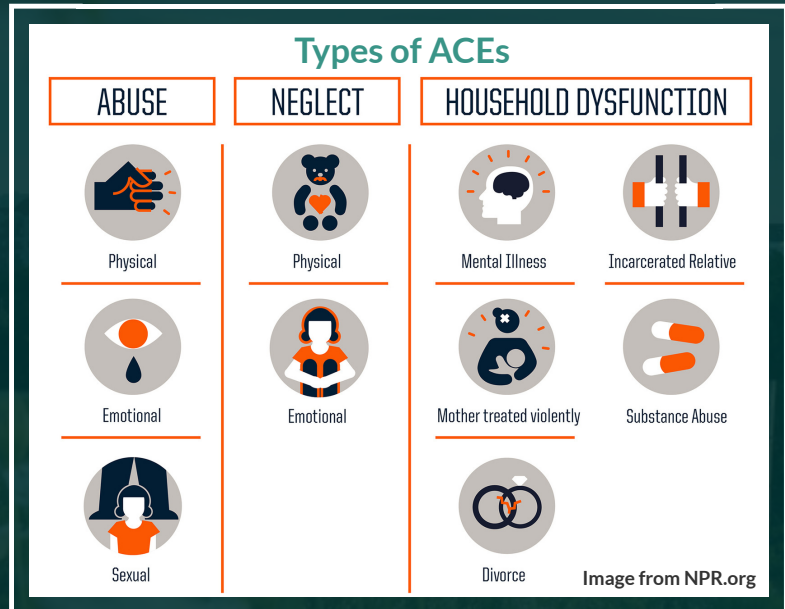 Types of ACEs
ABUSE
Physical
Emotional
Sexual
NEGLECT
Physical
Emotional
HOUSEHOLD DYSFUNCTION
Mental Illness
Incarcerated Relative
Mother treated violently
Substance Abuse
Divorce
Image from NPR.org